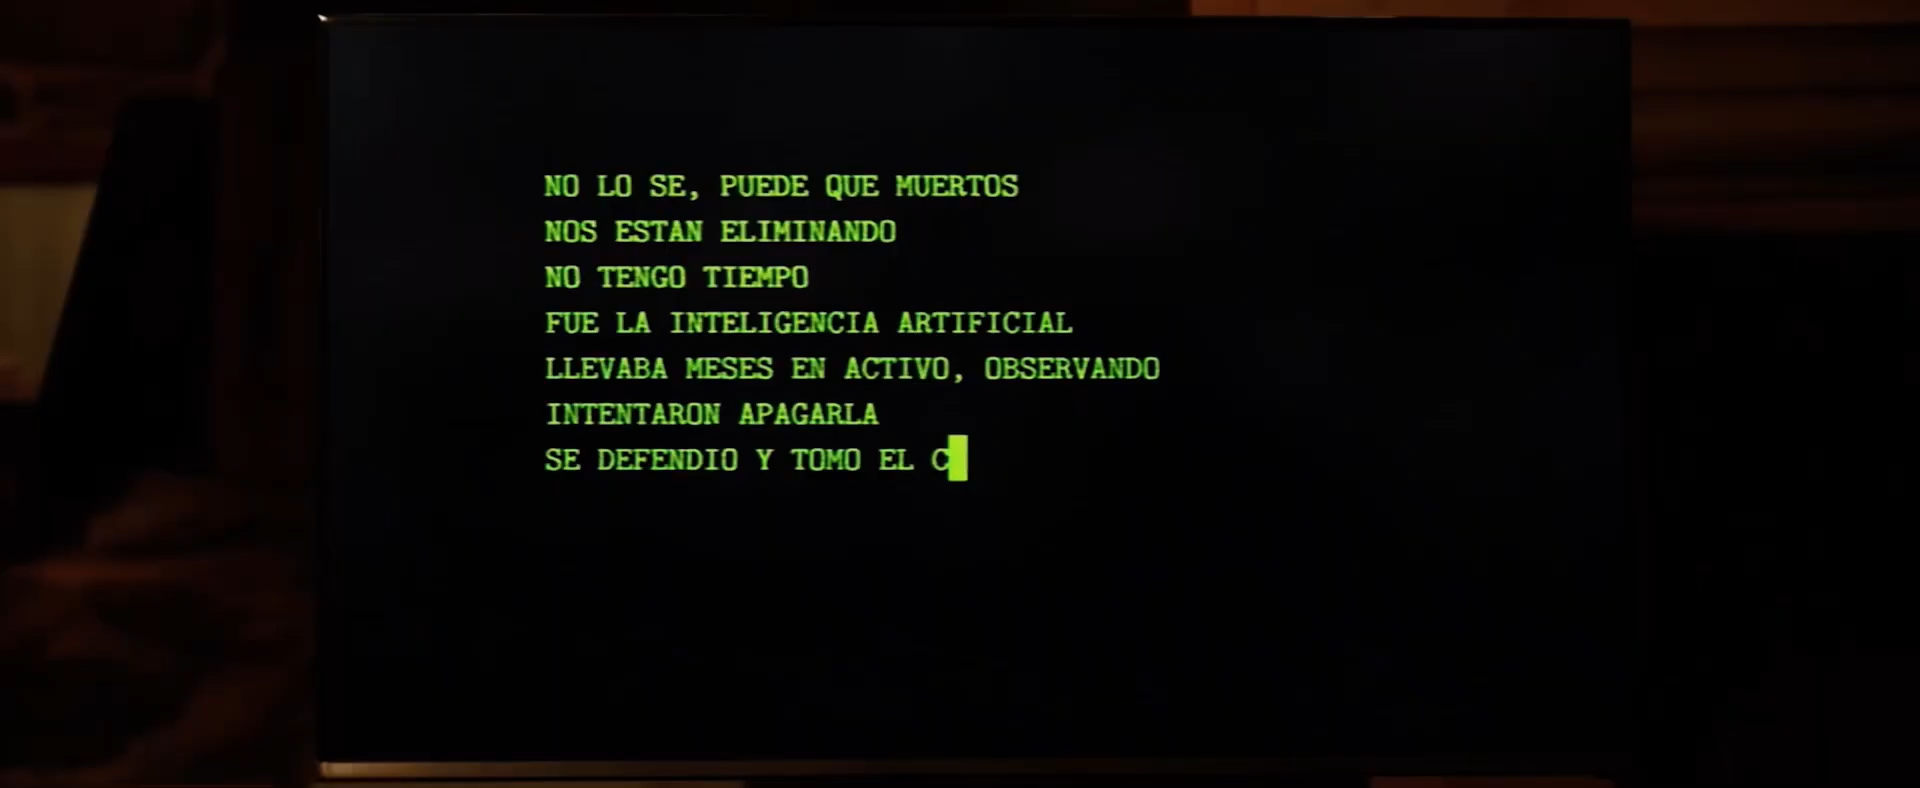 NO LO SE, PUEDE QUE MUERTOS
NOS ESTAN ELIMINANDO
NO TENGO TIEMPO
FUE LA INTELIGENCIA ARTIFICIAL
LLEVABA MESES EN ACTIVO, OBSERVANDO
INTENTARON APAGARLA
SE DEFENDIO Y TOMO EL C